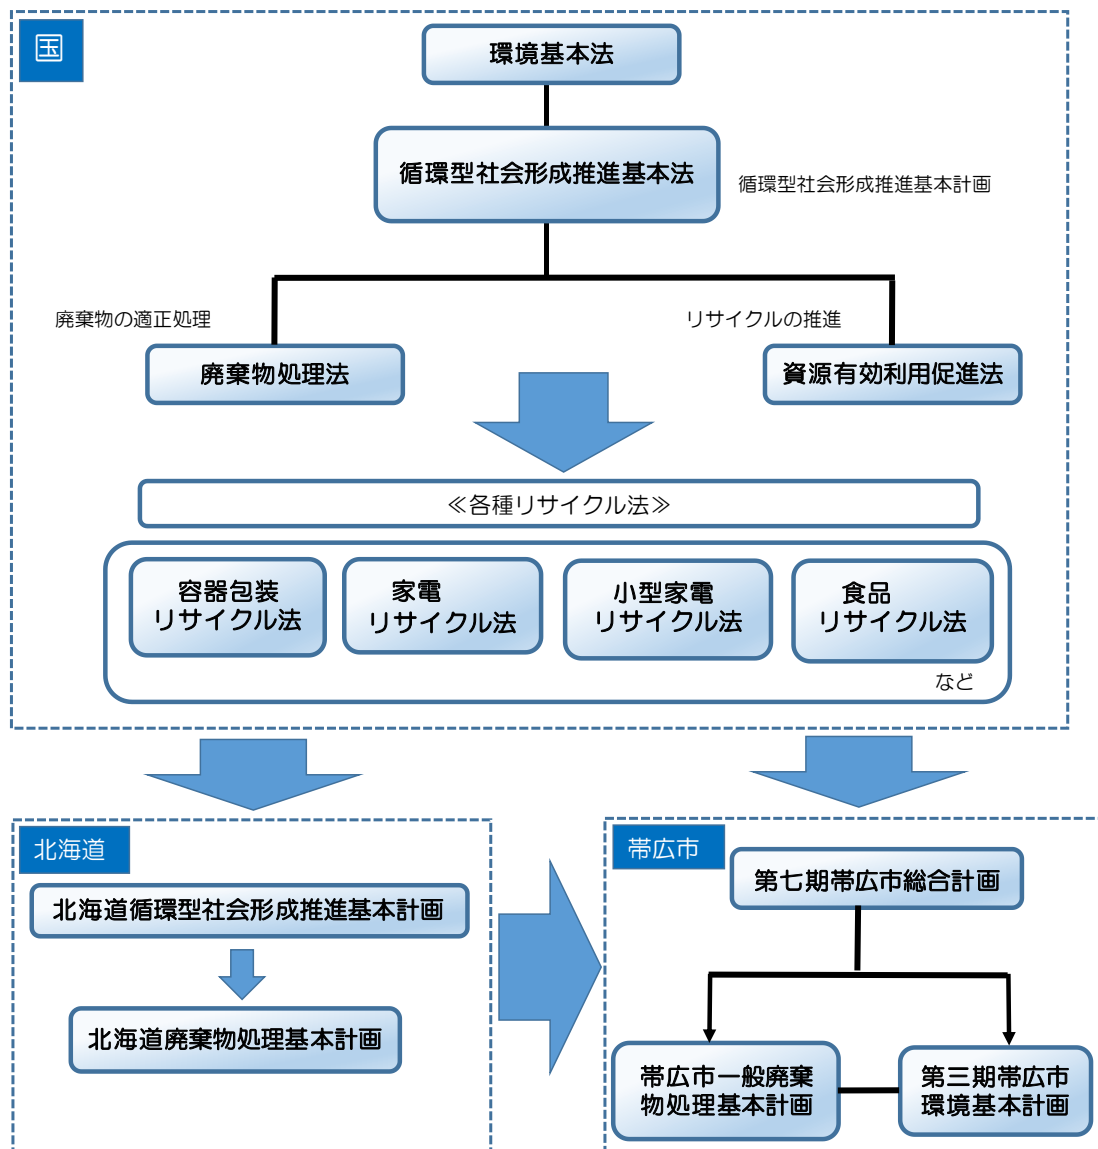 国
環境基本法
循環型社会形成推進基本法
循環型社会形成推進基本計画
廃棄物の適正処理
リサイクルの推進
廃棄物処理法
資源有効利用促進法
≪各種リサイクル法≫
容器包装
リサイクル法
家電
リサイクル法
小型家電
リサイクル法
食品
リサイクル法
など
北海道
北海道循環型社会形成推進基本計画
北海道廃棄物処理基本計画
帯広市
第七期帯広市総合計画
帯広市一般廃棄
物処理基本計画
第三期帯広市
環境基本計画